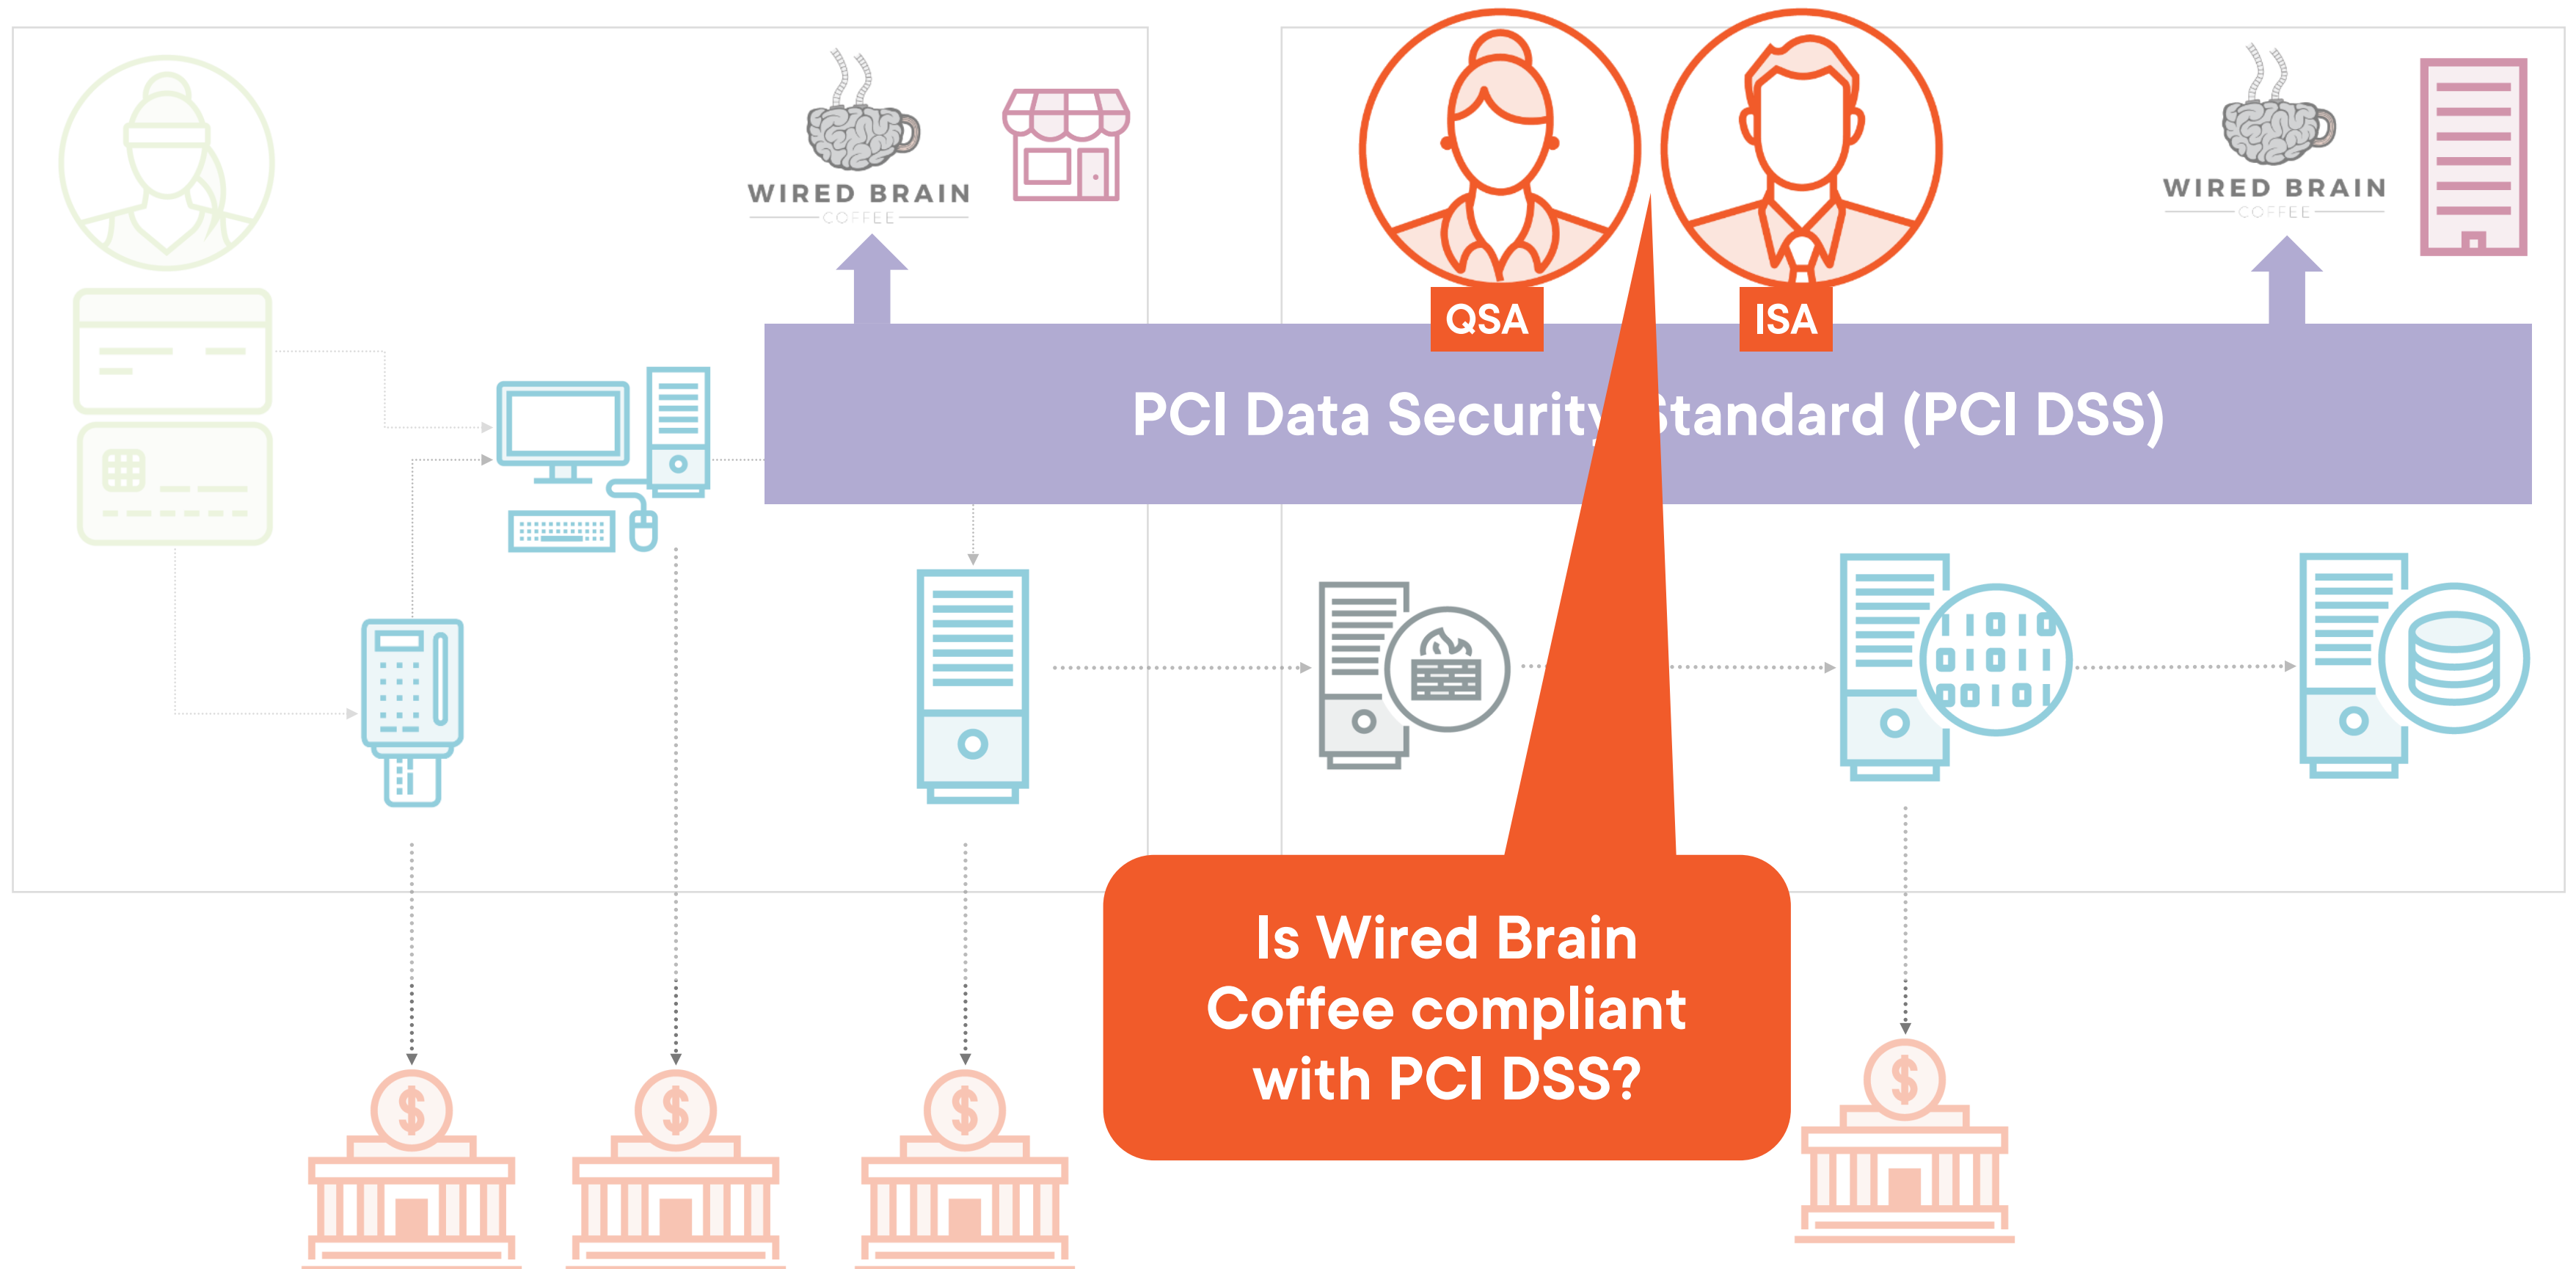 WIRED BRAIN
COFFEE
WIRED BRAIN
COFFEE
QSA
ISA
PCI Data Security Standard (PCI DSS)
$
$
$
$
Is Wired Brain
Coffee compliant
with PCI DSS?